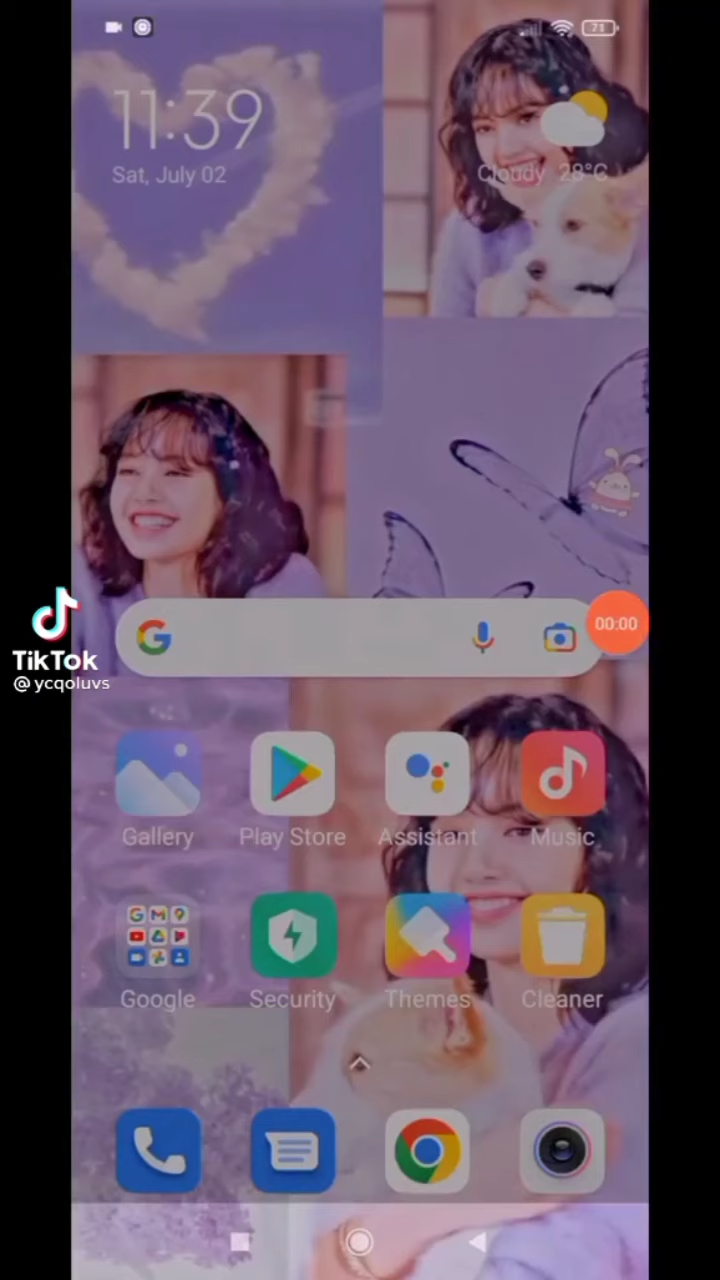 71
11:39
Sat, July 02
Cloudy 28°C
00:00
TikTok
@ycqoluvs
Gallery Play Store Assistant Music
Google Security Themes Cleaner